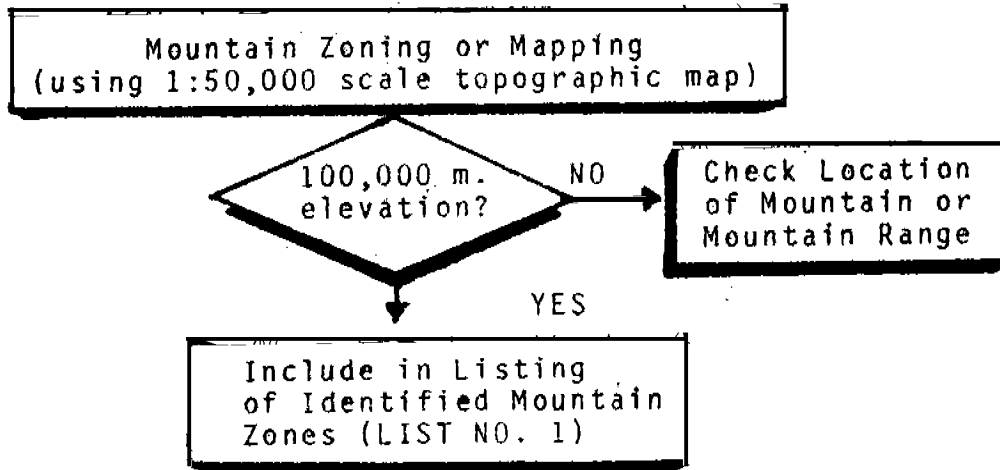 Mountain Zoning or Mapping
(using 1:50,000 scale topographic map)
100,000 m.
elevation?
NO
Check Location
of Mountain or
Mountain Range
YES
Include in Listing
of Identified Mountain
Zones (LIST NO. 1)